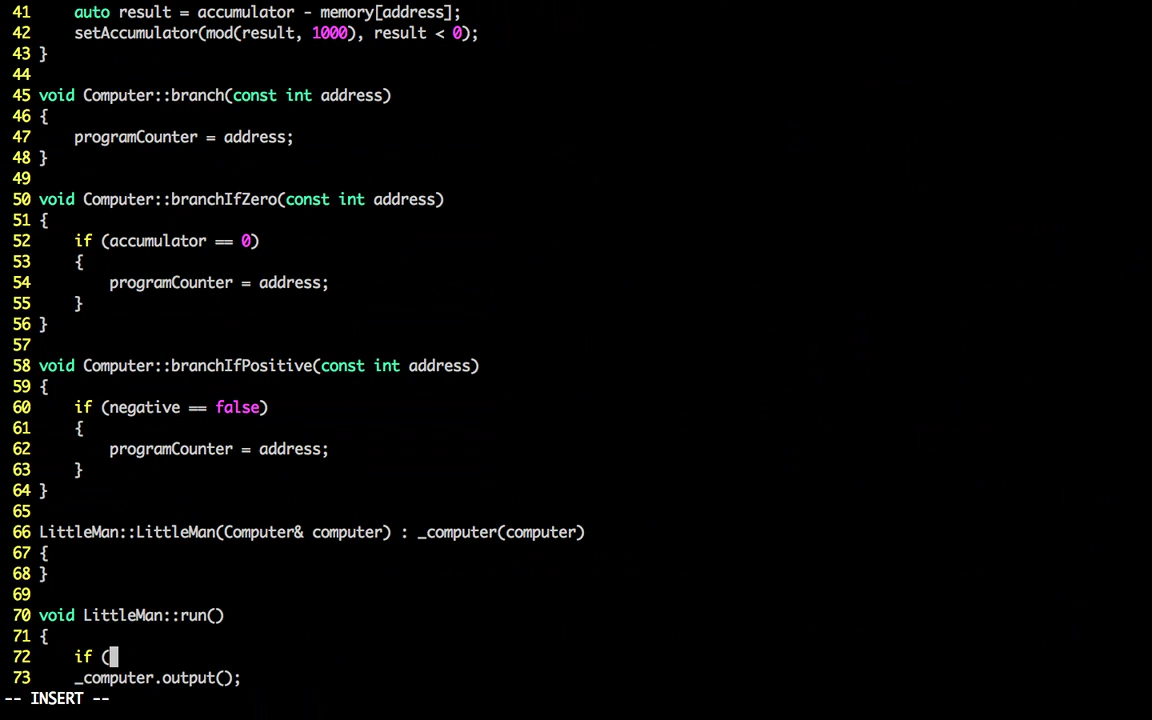 41     auto result = accumulator - memory[address];
42     setAccumulator(mod(result, 1000), result < 0);
43 }
44
45 void Computer::branch(const int address)
46 {
47     programCounter = address;
48 }
49
50 void Computer::branchIfZero(const int address)
51 {
52     if (accumulator == 0)
53     {
54         programCounter = address;
55     }
56 }
57
58 void Computer::branchIfPositive(const int address)
59 {
60     if (negative == false)
61     {
62         programCounter = address;
63     }
64 }
65
66 LittleMan::LittleMan(Computer& computer) : _computer(computer)
67 {
68 }
69
70 void LittleMan::run()
71 {
72     if (
73     _computer.output();
-- INSERT --